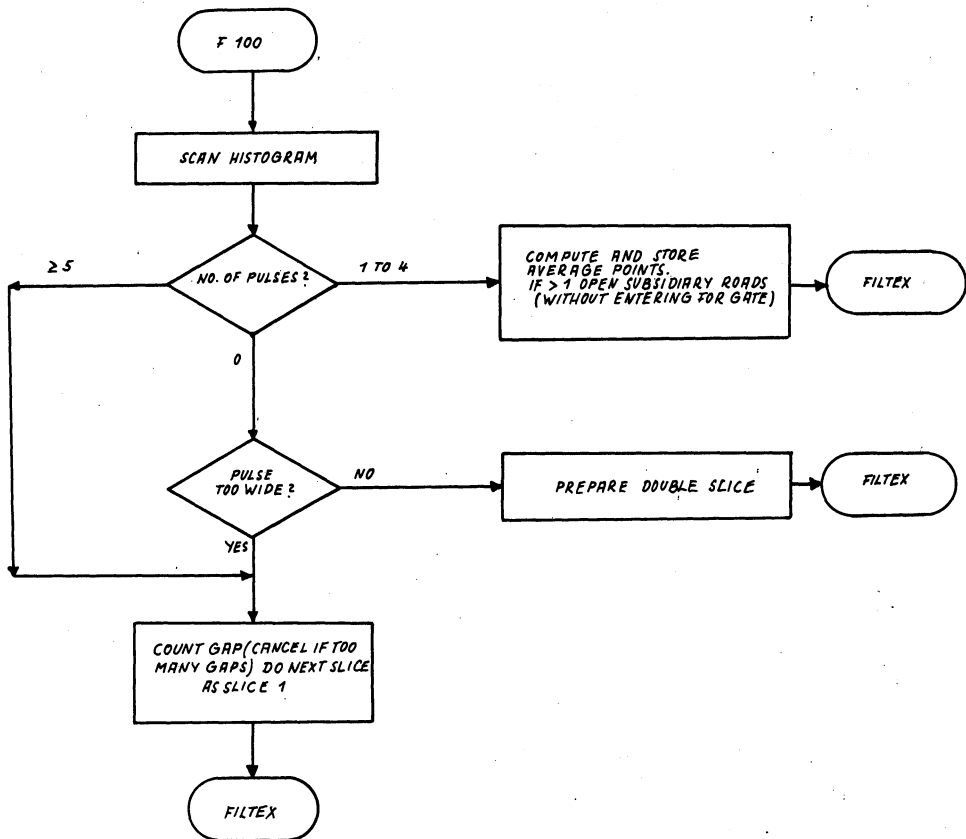 F 100
SCAN HISTOGRAM
NO. OF PULSES?
≥ 5
1 TO 4
0
COMPUTE AND STORE
AVERAGE POINTS.
IF > 1 OPEN SUBSIDIARY ROADS
(WITHOUT ENTERING FOR GATE)
FILTEX
PULSE
TOO WIDE?
NO
YES
PREPARE DOUBLE SLICE
FILTEX
COUNT GAP (CANCEL IF TOO
MANY GAPS) DO NEXT SLICE
AS SLICE 1
FILTEX